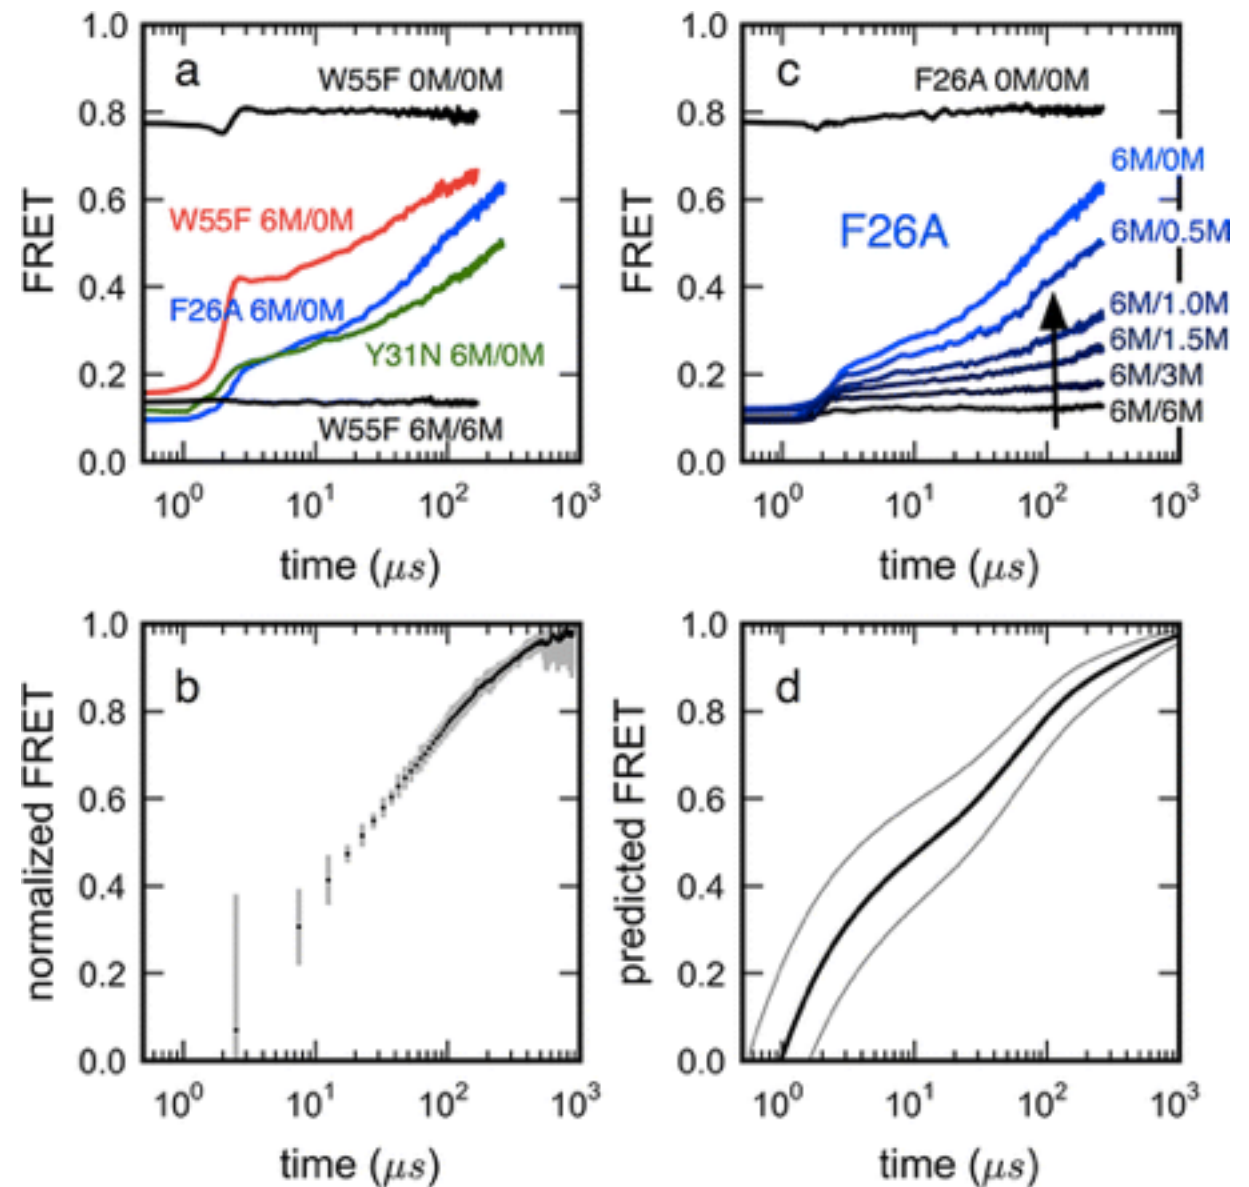 a
W55F 0M/0M
W55F 6M/0M
F26A 6M/0M
Y31N 6M/0M
W55F 6M/6M
FRET
1.0
0.8
0.6
0.4
0.2
0.0
10⁰ 10¹ 10² 10³
time (μs)
c
F26A 0M/0M
6M/0M
F26A
6M/0.5M
6M/1.0M
6M/1.5M
6M/3M
6M/6M
FRET
1.0
0.8
0.6
0.4
0.2
0.0
10⁰ 10¹ 10² 10³
time (μs)
b
normalized FRET
1.0
0.8
0.6
0.4
0.2
0.0
10⁰ 10¹ 10² 10³
time (μs)
d
predicted FRET
1.0
0.8
0.6
0.4
0.2
0.0
10⁰ 10¹ 10² 10³
time (μs)